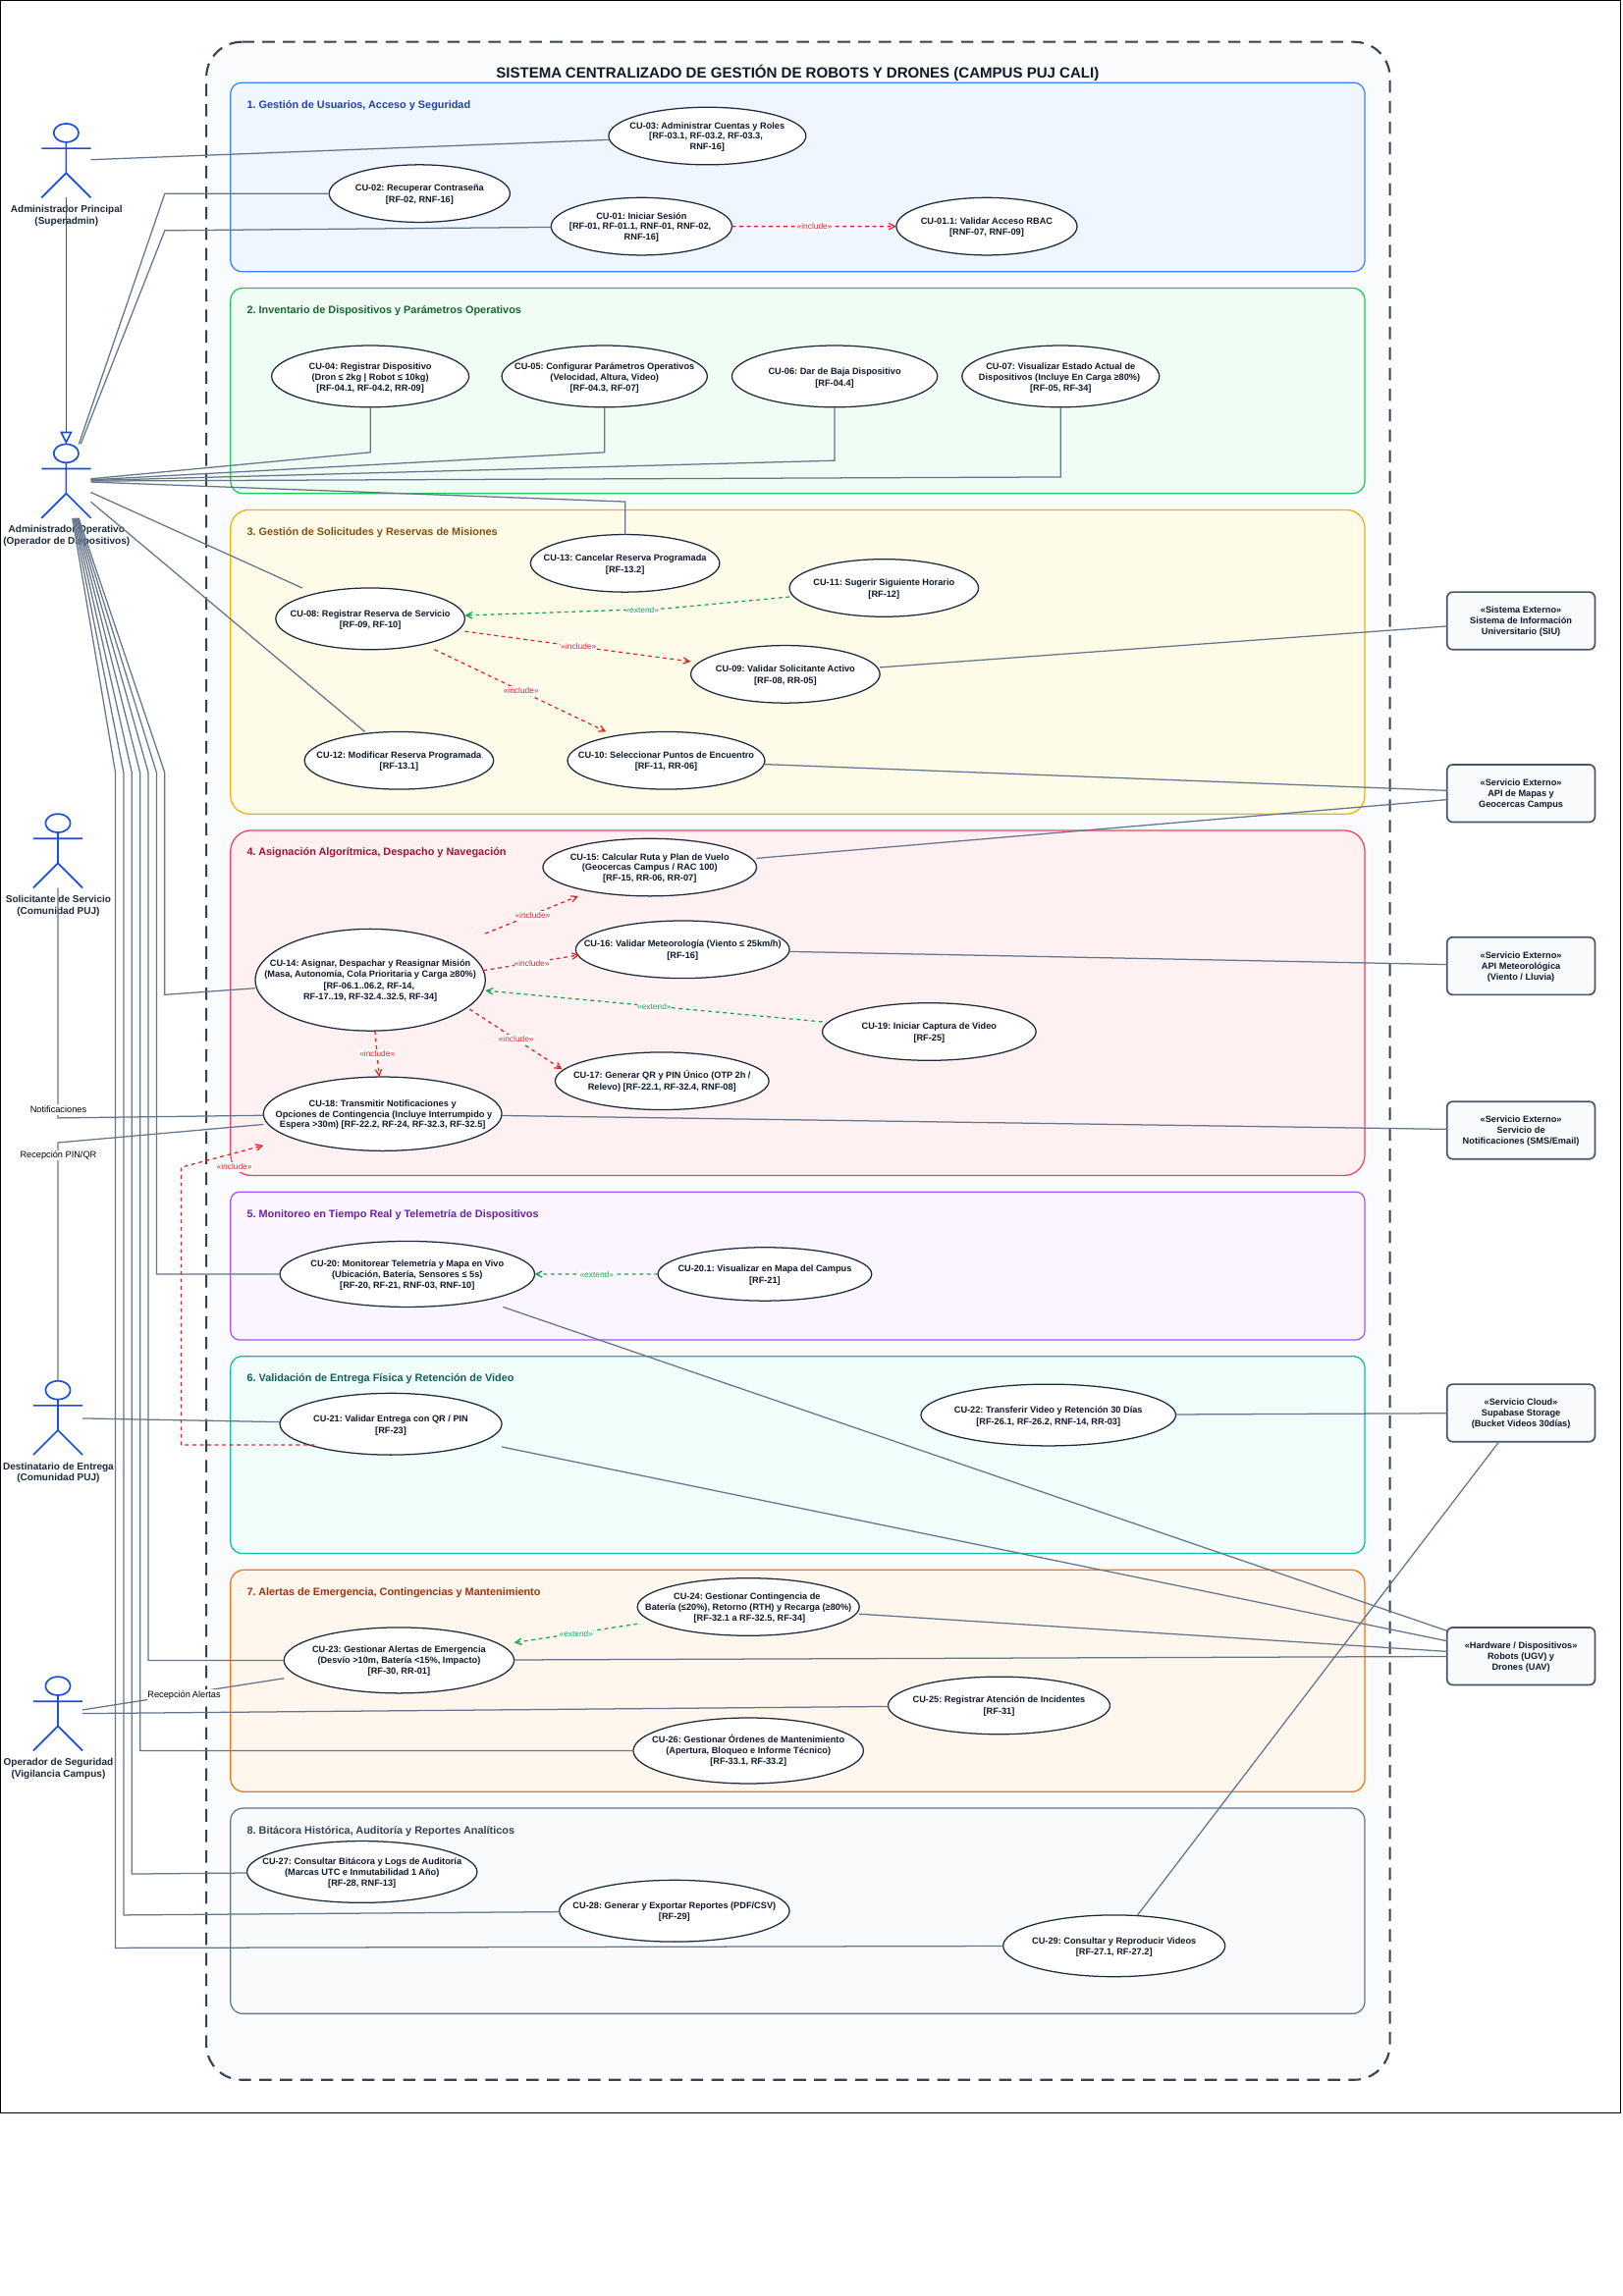 SISTEMA CENTRALIZADO DE GESTIÓN DE ROBOTS Y DRONES (CAMPUS PUJ CALI)
1. Gestión de Usuarios, Acceso y Seguridad
CU-03: Administrar Cuentas y Roles
[RF-03.1, RF-03.2, RF-03.3,
RNF-16]
CU-02: Recuperar Contraseña
[RF-02, RNF-16]
CU-01: Iniciar Sesión
[RF-01, RF-01.1, RNF-01, RNF-02,
RNF-16]
«include»
CU-01.1: Validar Acceso RBAC
[RNF-07, RNF-09]
Administrador Principal
(Superadmin)
2. Inventario de Dispositivos y Parámetros Operativos
CU-04: Registrar Dispositivo
(Dron ≤ 2kg | Robot ≤ 10kg)
[RF-04.1, RF-04.2, RR-09]
CU-05: Configurar Parámetros Operativos
(Velocidad, Altura, Video)
[RF-04.3, RF-07]
CU-06: Dar de Baja Dispositivo
[RF-04.4]
CU-07: Visualizar Estado Actual de
Dispositivos (Incluye En Carga ≥80%)
[RF-05, RF-34]
Administrador Operativo
(Operador de Dispositivos)
3. Gestión de Solicitudes y Reservas de Misiones
CU-13: Cancelar Reserva Programada
[RF-13.2]
CU-11: Sugerir Siguiente Horario
[RF-12]
«extend»
CU-08: Registrar Reserva de Servicio
[RF-09, RF-10]
«include»
CU-09: Validar Solicitante Activo
[RF-08, RR-05]
«include»
CU-12: Modificar Reserva Programada
[RF-13.1]
CU-10: Seleccionar Puntos de Encuentro
[RF-11, RR-06]
«Sistema Externo»
Sistema de Información
Universitario (SIU)
«Servicio Externo»
API de Mapas y
Geocercas Campus
Solicitante de Servicio
(Comunidad PUJ)
4. Asignación Algorítmica, Despacho y Navegación
CU-15: Calcular Ruta y Plan de Vuelo
(Geocercas Campus / RAC 100)
[RF-15, RR-06, RR-07]
«include»
CU-16: Validar Meteorología (Viento ≤ 25km/h)
[RF-16]
«include»
CU-14: Asignar, Despachar y Reasignar Misión
(Masa, Autonomía, Cola Prioritaria y Carga ≥80%)
[RF-06.1..06.2, RF-14,
RF-17..19, RF-32.4..32.5, RF-34]
«extend»
CU-19: Iniciar Captura de Video
[RF-25]
«include»
«include»
CU-17: Generar QR y PIN Único (OTP 2h /
Relevo) [RF-22.1, RF-32.4, RNF-08]
CU-18: Transmitir Notificaciones y
Opciones de Contingencia (Incluye Interrumpido y
Espera >30m) [RF-22.2, RF-24, RF-32.3, RF-32.5]
«include»
Notificaciones
Recepción PIN/QR
«Servicio Externo»
API Meteorológica
(Viento / Lluvia)
«Servicio Externo»
Servicio de
Notificaciones (SMS/Email)
5. Monitoreo en Tiempo Real y Telemetría de Dispositivos
CU-20: Monitorear Telemetría y Mapa en Vivo
(Ubicación, Batería, Sensores ≤ 5s)
[RF-20, RF-21, RNF-03, RNF-10]
«extend»
CU-20.1: Visualizar en Mapa del Campus
[RF-21]
6. Validación de Entrega Física y Retención de Video
CU-21: Validar Entrega con QR / PIN
[RF-23]
CU-22: Transferir Video y Retención 30 Días
[RF-26.1, RF-26.2, RNF-14, RR-03]
Destinatario de Entrega
(Comunidad PUJ)
«Servicio Cloud»
Supabase Storage
(Bucket Videos 30días)
7. Alertas de Emergencia, Contingencias y Mantenimiento
CU-24: Gestionar Contingencia de
Batería (≤20%), Retorno (RTH) y Recarga (≥80%)
[RF-32.1 a RF-32.5, RF-34]
«extend»
CU-23: Gestionar Alertas de Emergencia
(Desvío >10m, Batería <15%, Impacto)
[RF-30, RR-01]
Recepción Alertas
CU-25: Registrar Atención de Incidentes
[RF-31]
CU-26: Gestionar Órdenes de Mantenimiento
(Apertura, Bloqueo e Informe Técnico)
[RF-33.1, RF-33.2]
Operador de Seguridad
(Vigilancia Campus)
«Hardware / Dispositivos»
Robots (UGV) y
Drones (UAV)
8. Bitácora Histórica, Auditoría y Reportes Analíticos
CU-27: Consultar Bitácora y Logs de Auditoría
(Marcas UTC e Inmutabilidad 1 Año)
[RF-28, RNF-13]
CU-28: Generar y Exportar Reportes (PDF/CSV)
[RF-29]
CU-29: Consultar y Reproducir Videos
[RF-27.1, RF-27.2]